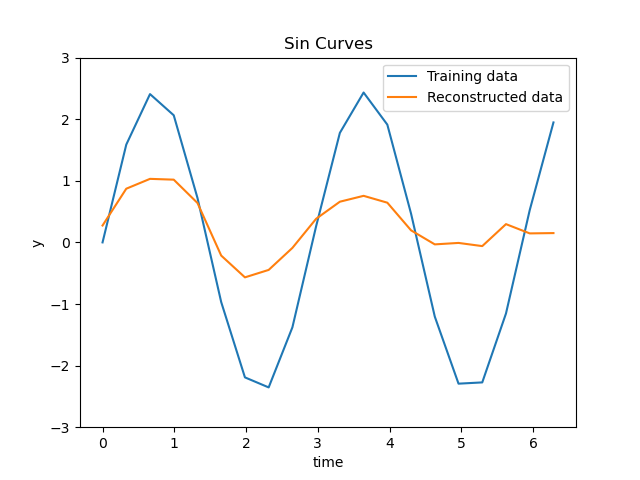 Sin Curves
Training data
Reconstructed data
3
2
1
0
−1
−2
−3
y
0 1 2 3 4 5 6
time